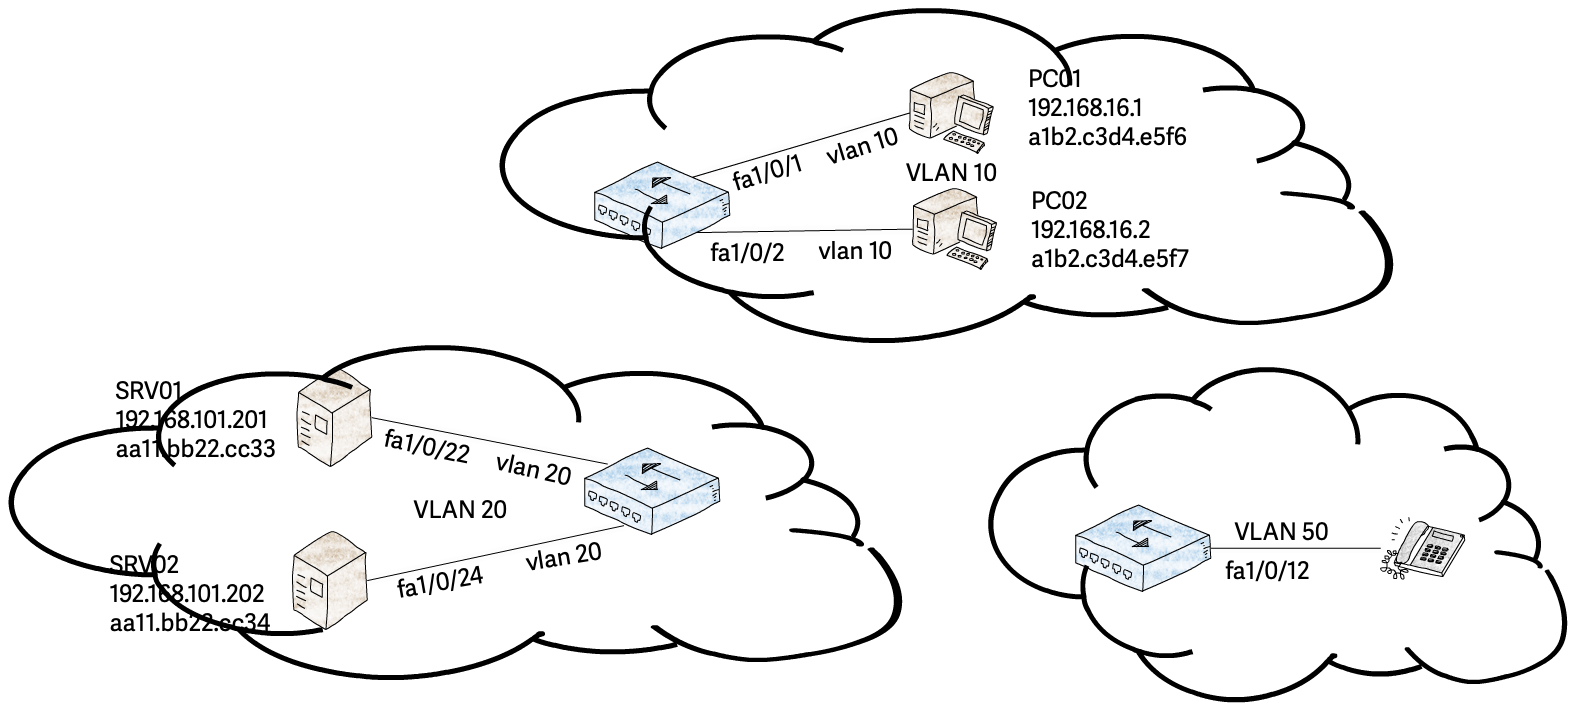 PC01
192.168.16.1
a1b2.c3d4.e5f6
fa1/0/1
vlan 10
VLAN 10
PC02
192.168.16.2
a1b2.c3d4.e5f7
fa1/0/2
vlan 10
SRV01
192.168.101.201
aa11.bb22.cc33
fa1/0/22
vlan 20
VLAN 20
SRV02
192.168.101.202
aa11.bb22.cc34
fa1/0/24
vlan 20
VLAN 50
fa1/0/12